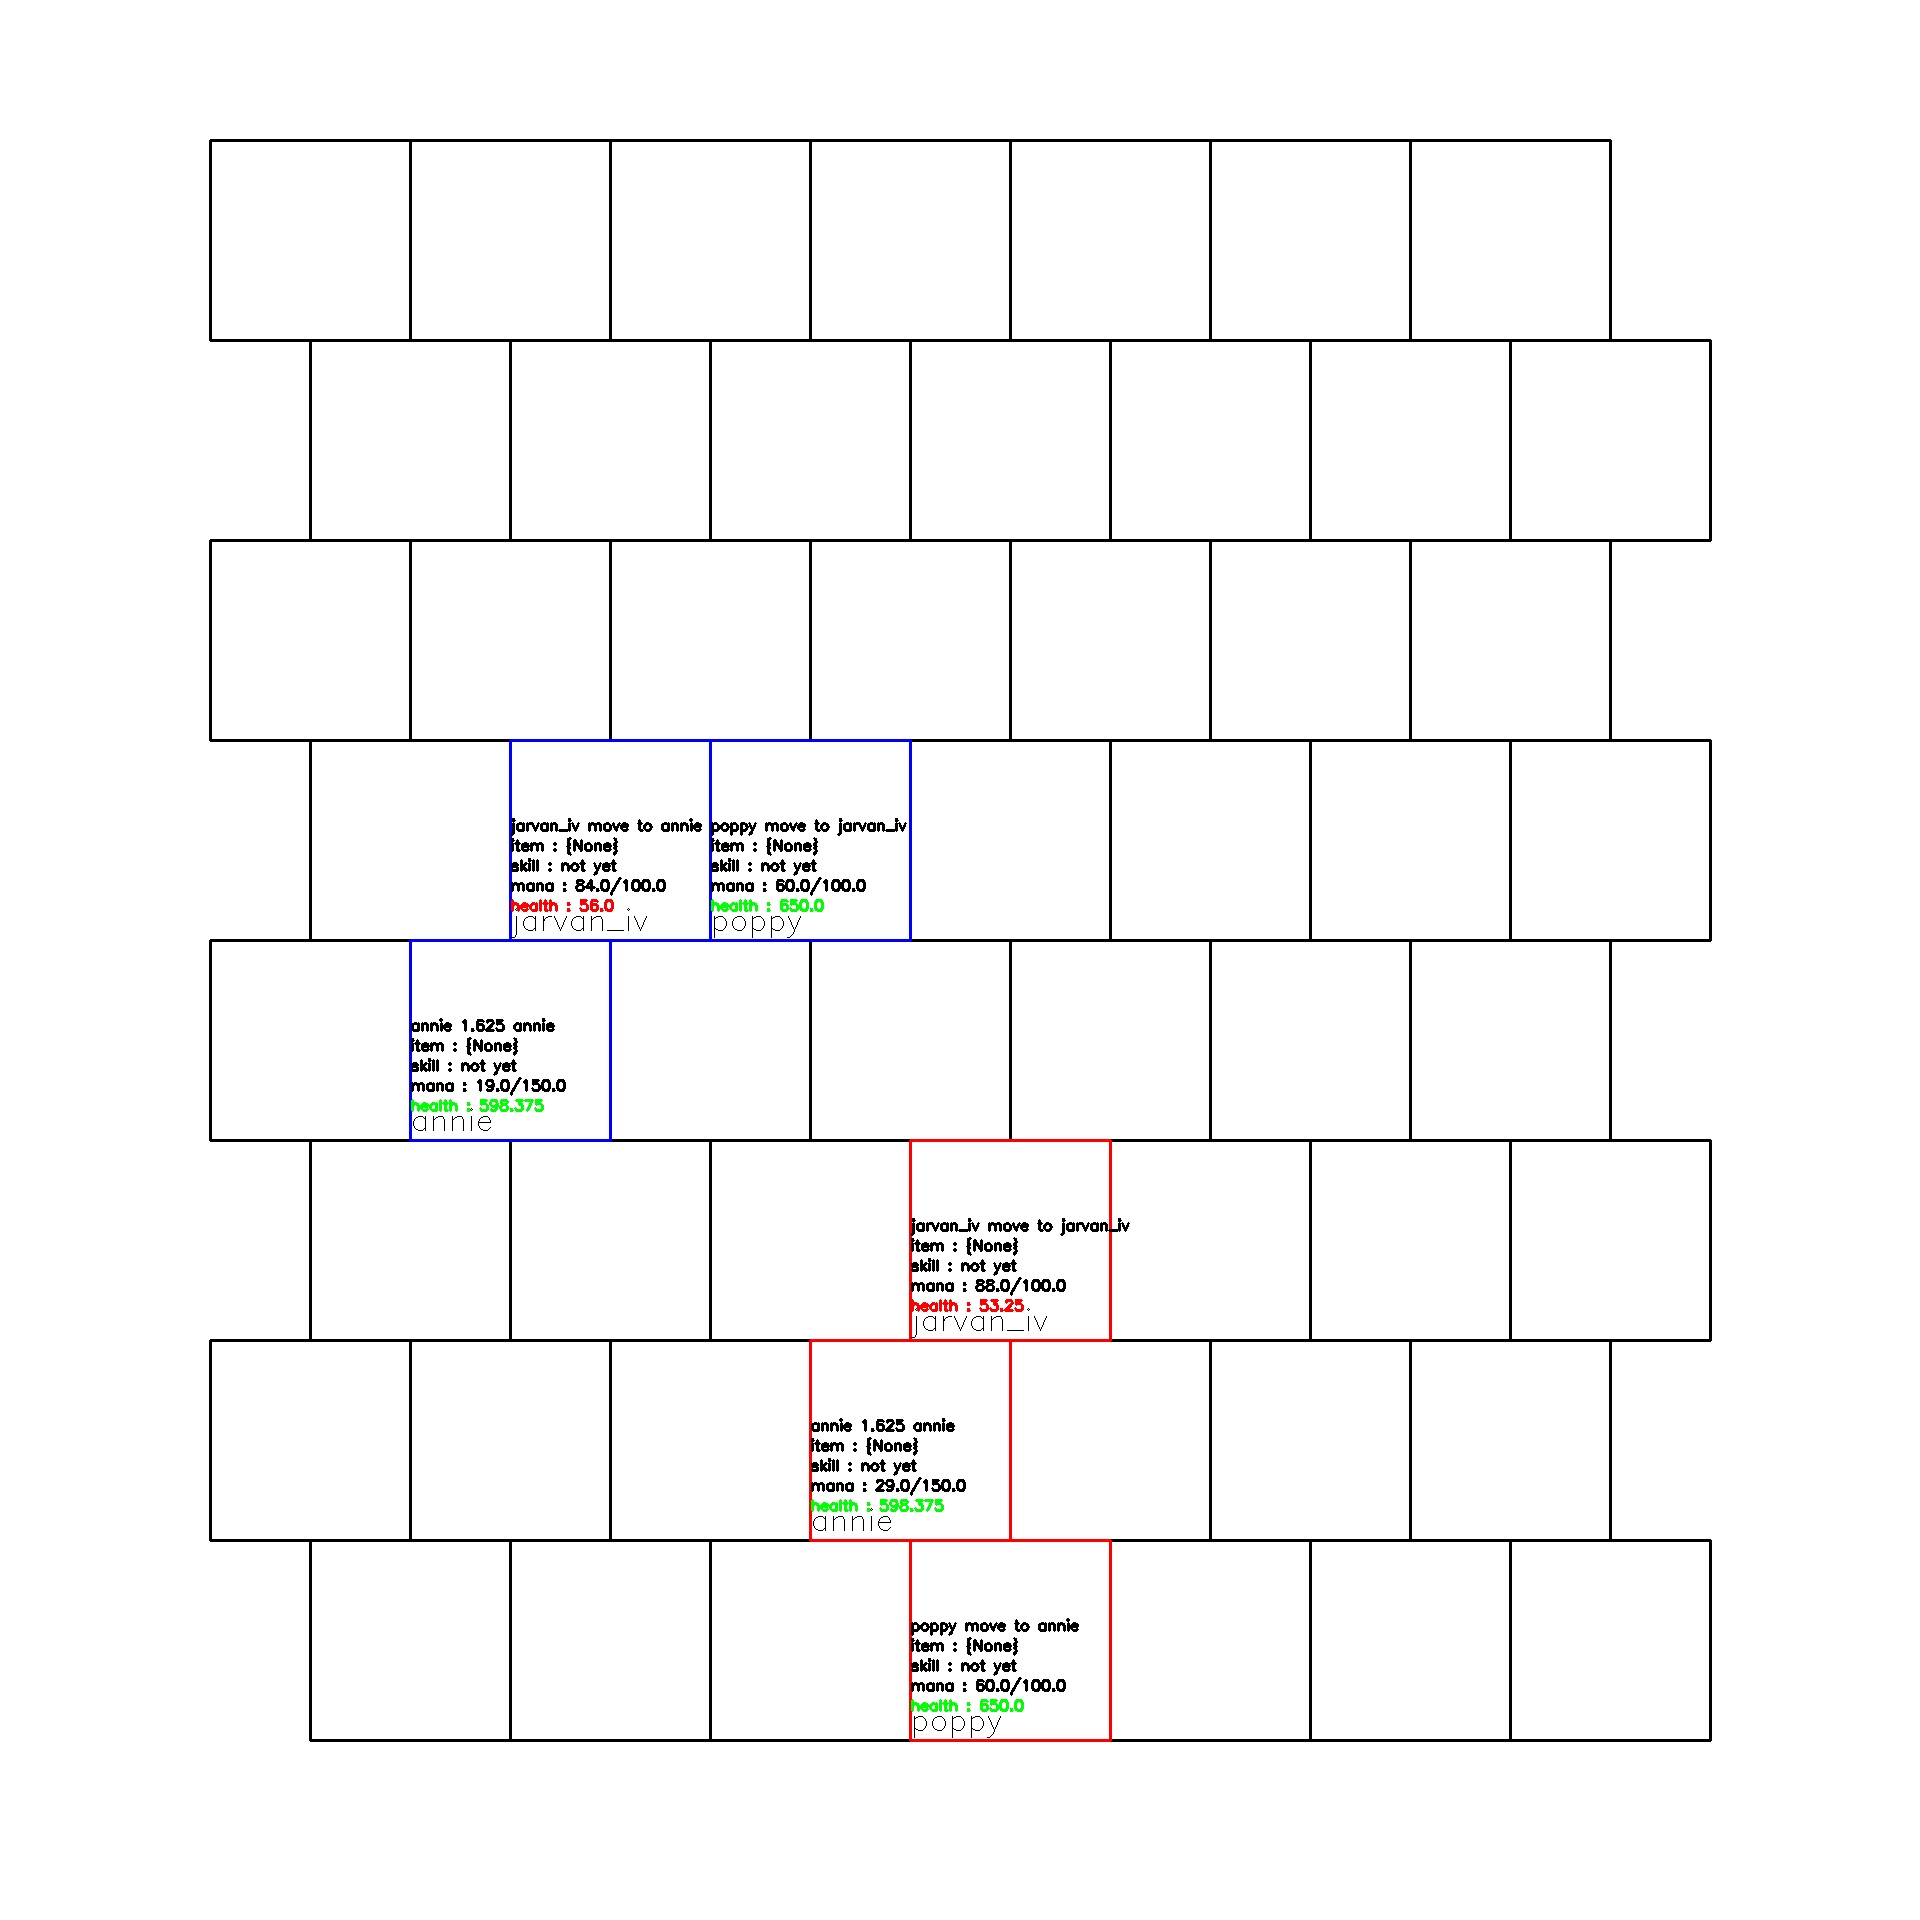 jarvan_iv move to annie
item : {None}
skill : not yet
mana : 84.0/100.0
health : 56.0
jarvan_iv
poppy move to jarvan_iv
item : {None}
skill : not yet
mana : 60.0/100.0
health : 650.0
poppy
annie 1.625 annie
item : {None}
skill : not yet
mana : 19.0/150.0
health : 598.375
annie
jarvan_iv move to jarvan_iv
item : {None}
skill : not yet
mana : 88.0/100.0
health : 53.25
jarvan_iv
annie 1.625 annie
item : {None}
skill : not yet
mana : 29.0/150.0
health : 598.375
annie
poppy move to annie
item : {None}
skill : not yet
mana : 60.0/100.0
health : 650.0
poppy